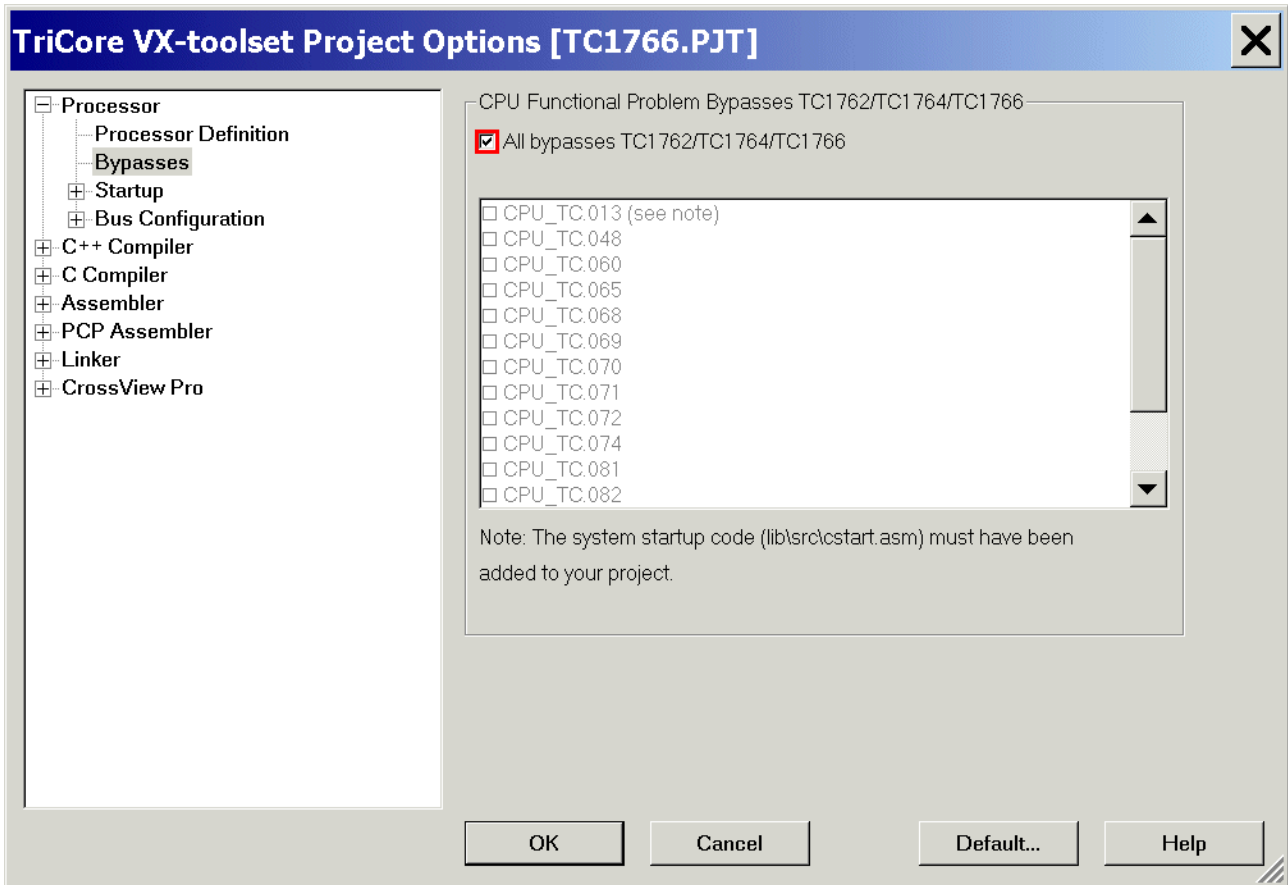 TriCore VX-toolset Project Options [TC1766.PJT]
Processor
Processor Definition
Bypasses
Startup
Bus Configuration
C++ Compiler
C Compiler
Assembler
PCP Assembler
Linker
CrossView Pro
CPU Functional Problem Bypasses TC1762/TC1764/TC1766
All bypasses TC1762/TC1764/TC1766
CPU_TC.013 (see note)
CPU_TC.048
CPU_TC.060
CPU_TC.065
CPU_TC.068
CPU_TC.069
CPU_TC.070
CPU_TC.071
CPU_TC.072
CPU_TC.074
CPU_TC.081
CPU_TC.082
Note: The system startup code (lib\src\cstart.asm) must have been
added to your project.
OK Cancel Default... Help